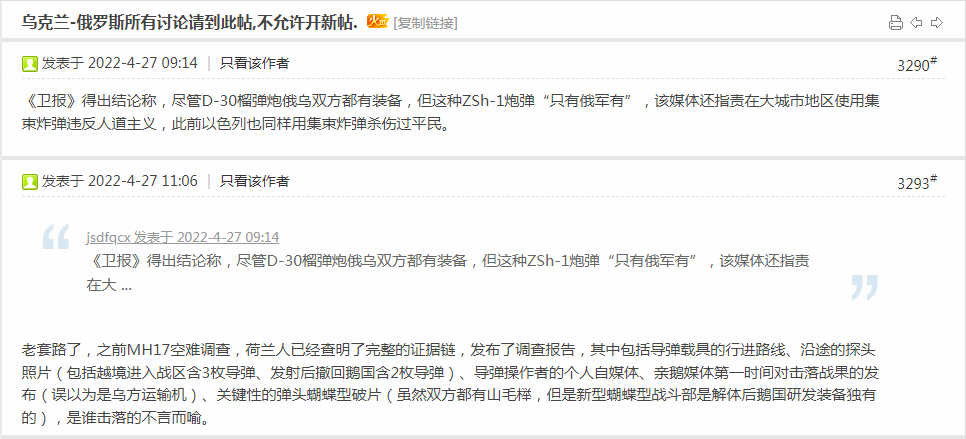 乌克兰-俄罗斯所有讨论请到此帖,不允许开新帖. 火 [复制链接]
发表于 2022-4-27 09:14 | 只看该作者 3290#
《卫报》得出结论称，尽管D-30榴弹炮俄乌双方都有装备，但这种ZSh-1炮弹“只有俄军有”，该媒体还指责在大城市地区使用集
束炸弹违反人道主义，此前以色列也同样用集束炸弹杀伤过平民。
发表于 2022-4-27 11:06 | 只看该作者 3293#
jsdfqcx 发表于 2022-4-27 09:14
《卫报》得出结论称，尽管D-30榴弹炮俄乌双方都有装备，但这种ZSh-1炮弹“只有俄军有”，该媒体还指责
在大 ...
老套路了，之前MH17空难调查，荷兰人已经查明了完整的证据链，发布了调查报告，其中包括导弹载具的行进路线、沿途的探头
照片（包括越境进入战区含3枚导弹、发射后撤回鹅国含2枚导弹）、导弹操作者的个人自媒体、亲鹅媒体第一时间对击落战果的发
布（误以为是乌方运输机）、关键性的弹头蝴蝶型破片（虽然双方都有山毛榉，但是新型蝴蝶型战斗部是解体后鹅国研发装备独有
的），是谁击落的不言而喻。